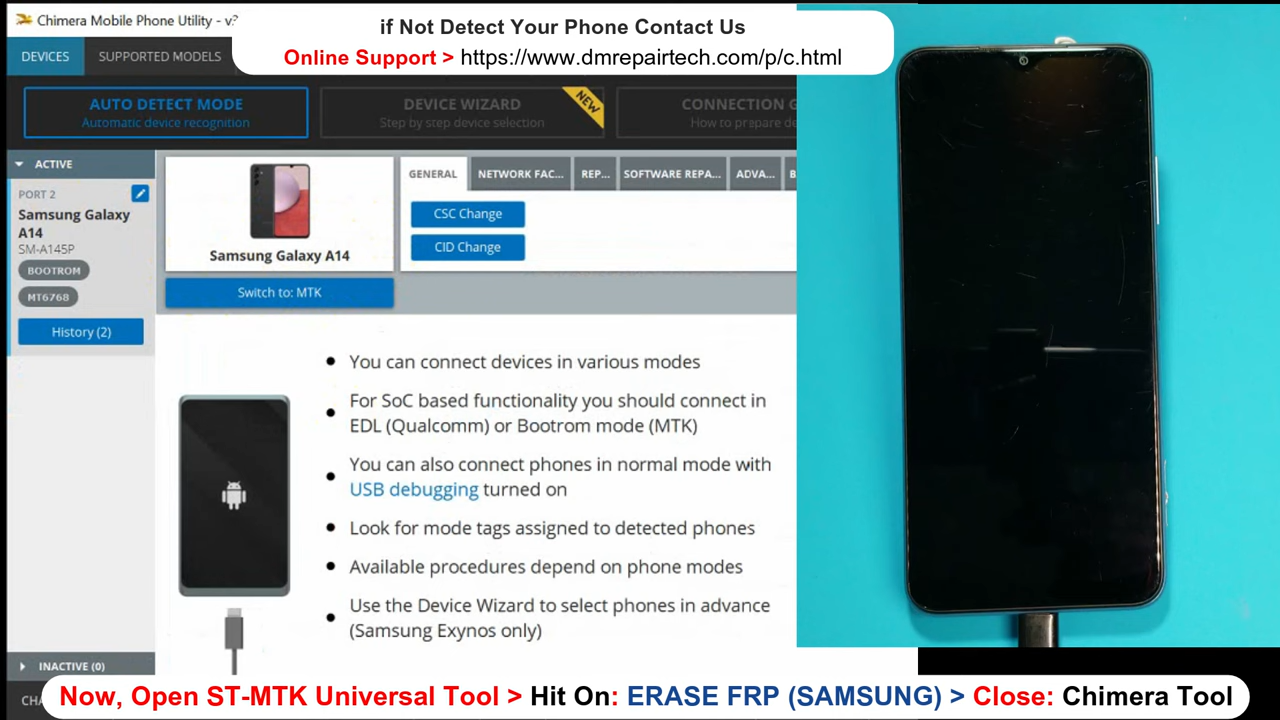 Chimera Mobile Phone Utility - v.
if Not Detect Your Phone Contact Us
Online Support > https://www.dmrepairtech.com/p/c.html
DEVICES
SUPPORTED MODELS
AUTO DETECT MODE
Automatic device recognition
DEVICE WIZARD
Step by step device selection
NEW
CONNECTION G
How to prepare de
ACTIVE
PORT 2
Samsung Galaxy
A14
SM-A145P
BOOTROM
MT6768
History (2)
Samsung Galaxy A14
Switch to: MTK
GENERAL
NETWORK FAC...
REP...
SOFTWARE REPA...
ADVA...
B
CSC Change
CID Change
You can connect devices in various modes
For SoC based functionality you should connect in
EDL (Qualcomm) or Bootrom mode (MTK)
You can also connect phones in normal mode with
USB debugging turned on
Look for mode tags assigned to detected phones
Available procedures depend on phone modes
Use the Device Wizard to select phones in advance
(Samsung Exynos only)
INACTIVE (0)
CHA
Now, Open ST-MTK Universal Tool > Hit On: ERASE FRP (SAMSUNG) > Close: Chimera Tool